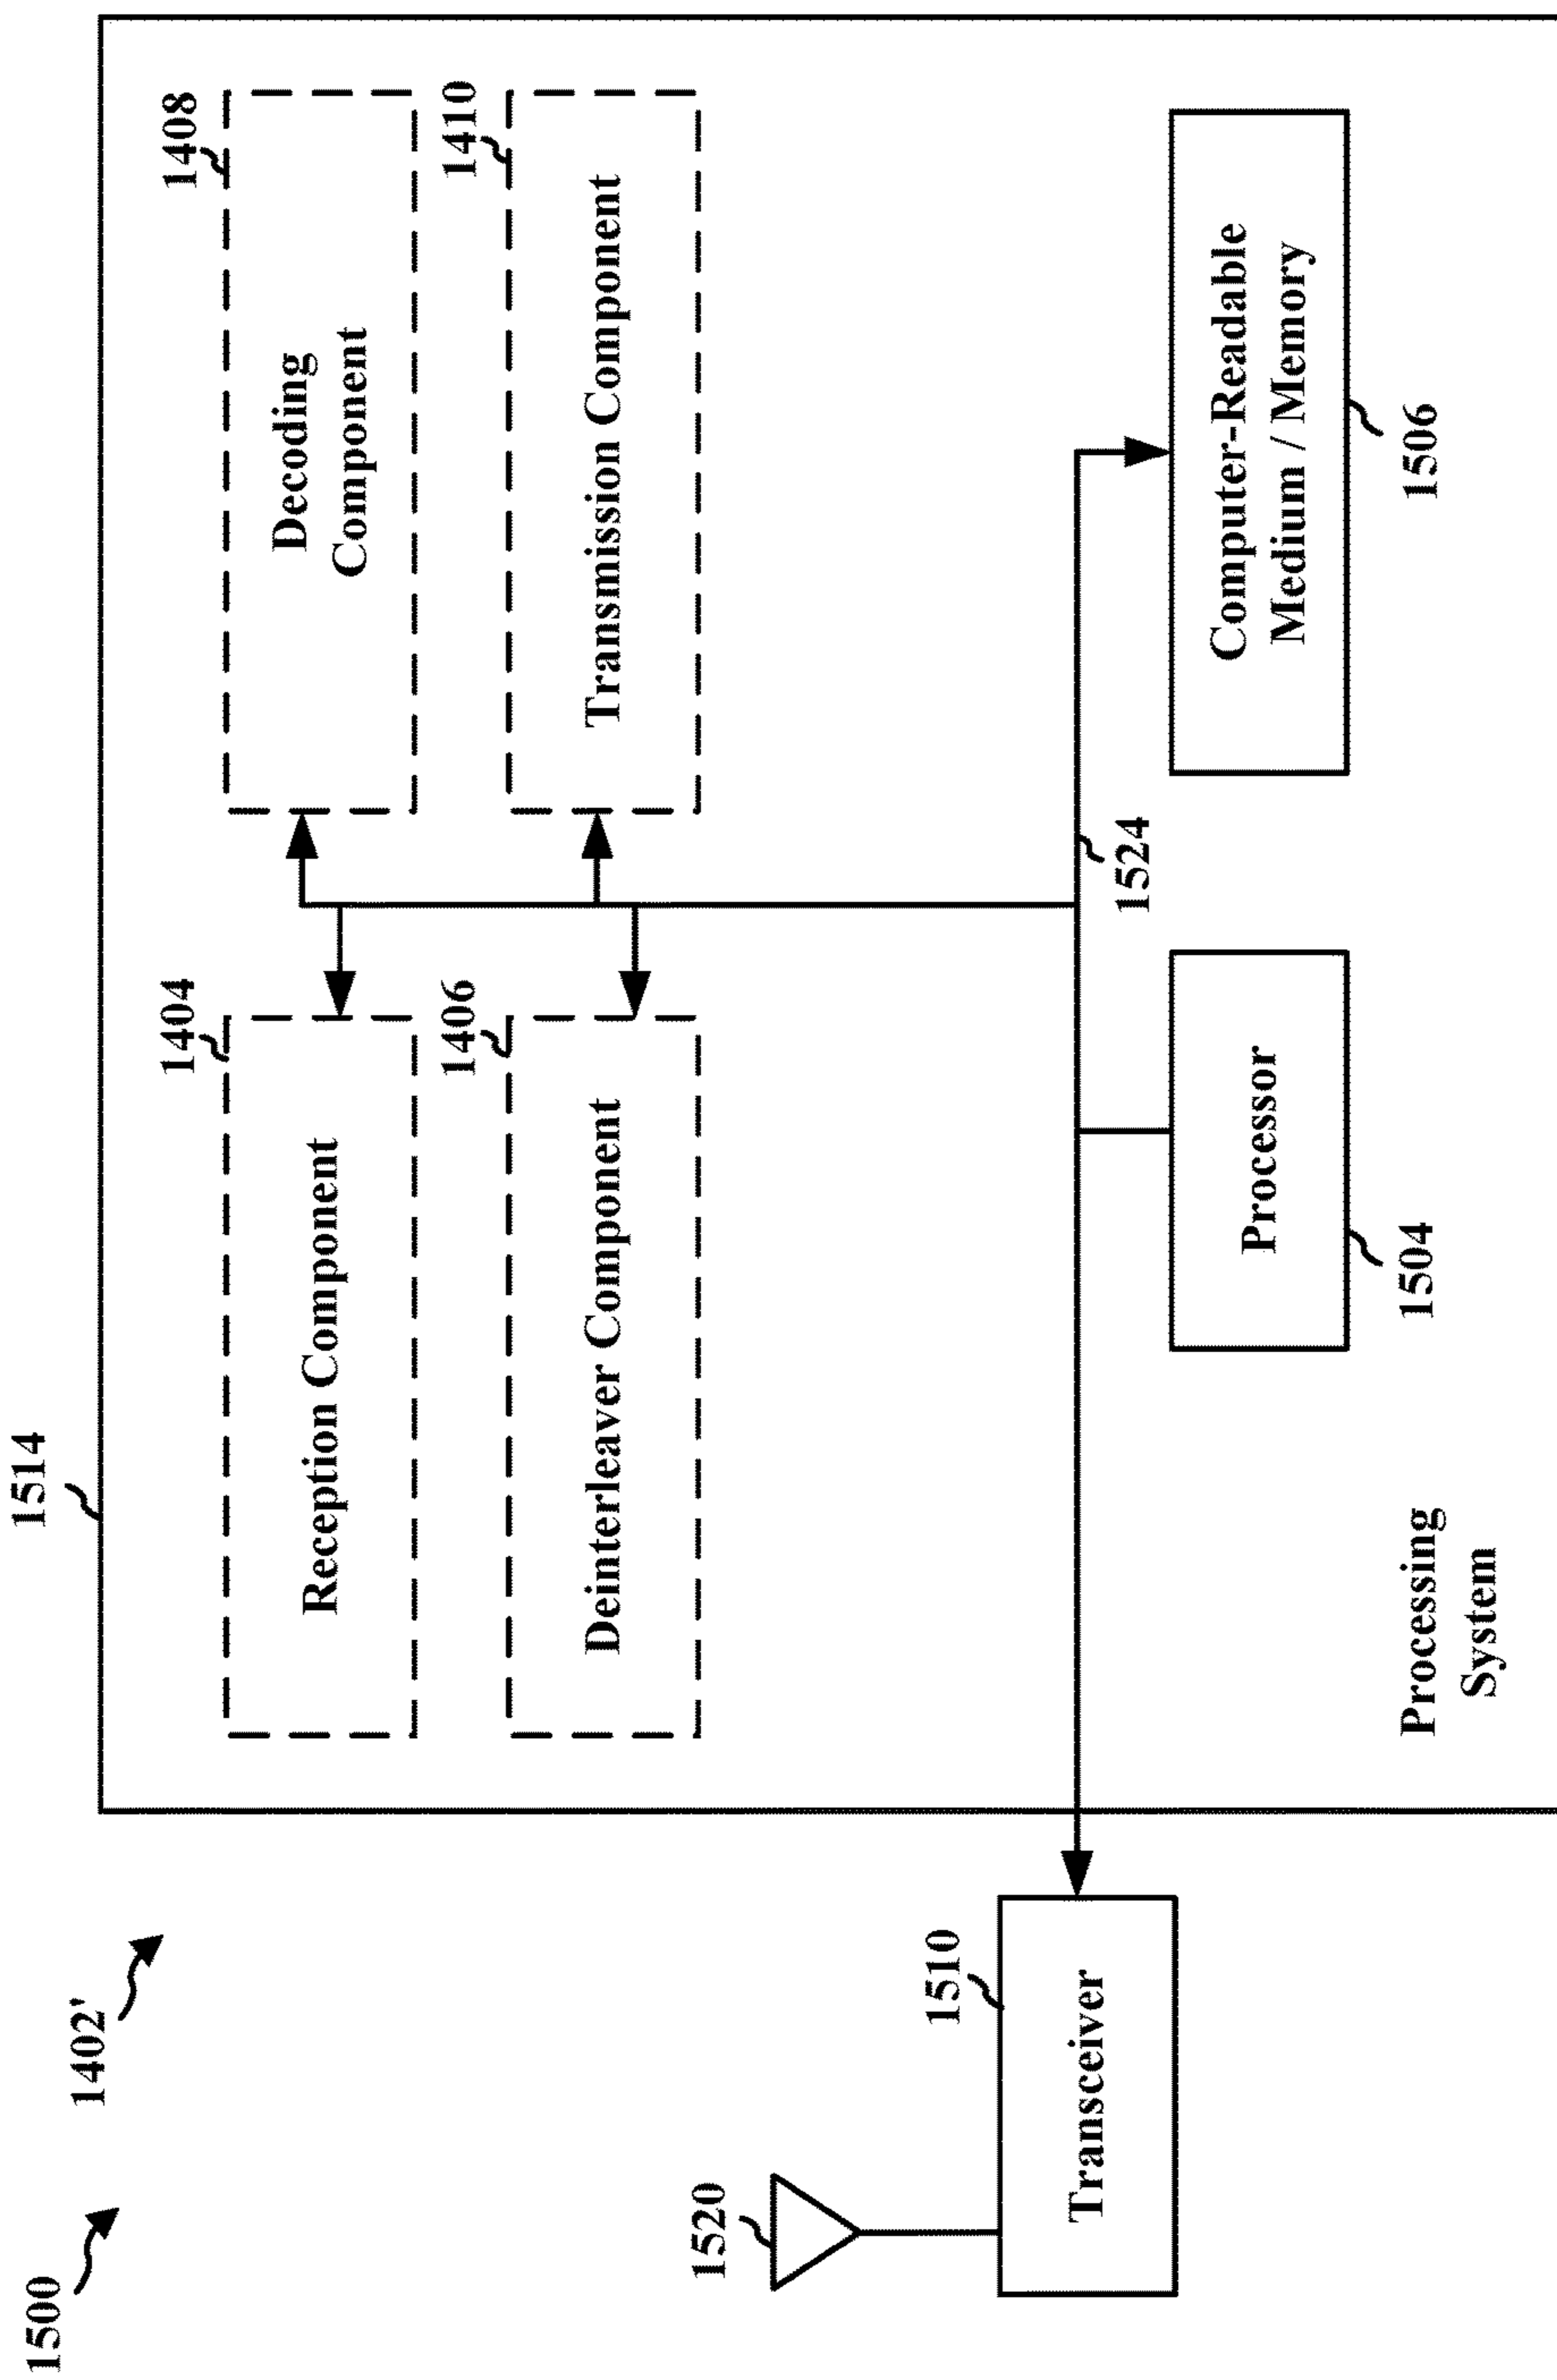 1500
1402'
1514
1404
1408
Reception Component
Decoding
Component
1406
1410
Deinterleaver Component
Transmission Component
1520
1510
Transceiver
1524
Processor
1504
Computer-Readable
Medium / Memory
1506
Processing
System